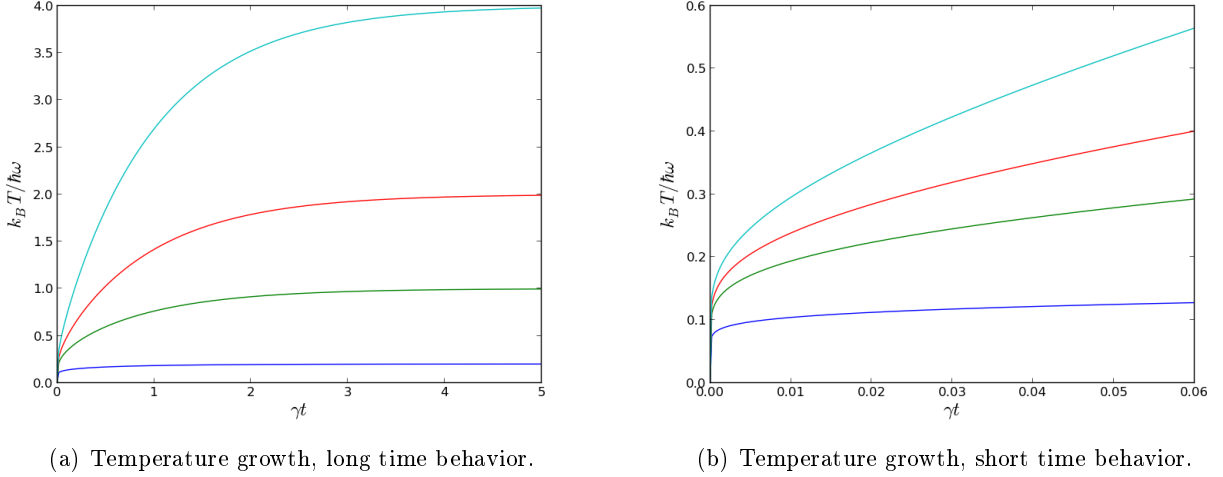 4.0
3.5
3.0
2.5
2.0
1.5
1.0
0.5
0.0
k_B T/ℏω
0 1 2 3 4 5
γt
(a) Temperature growth, long time behavior.
0.6
0.5
0.4
0.3
0.2
0.1
0.0
k_B T/ℏω
0.00 0.01 0.02 0.03 0.04 0.05 0.06
γt
(b) Temperature growth, short time behavior.